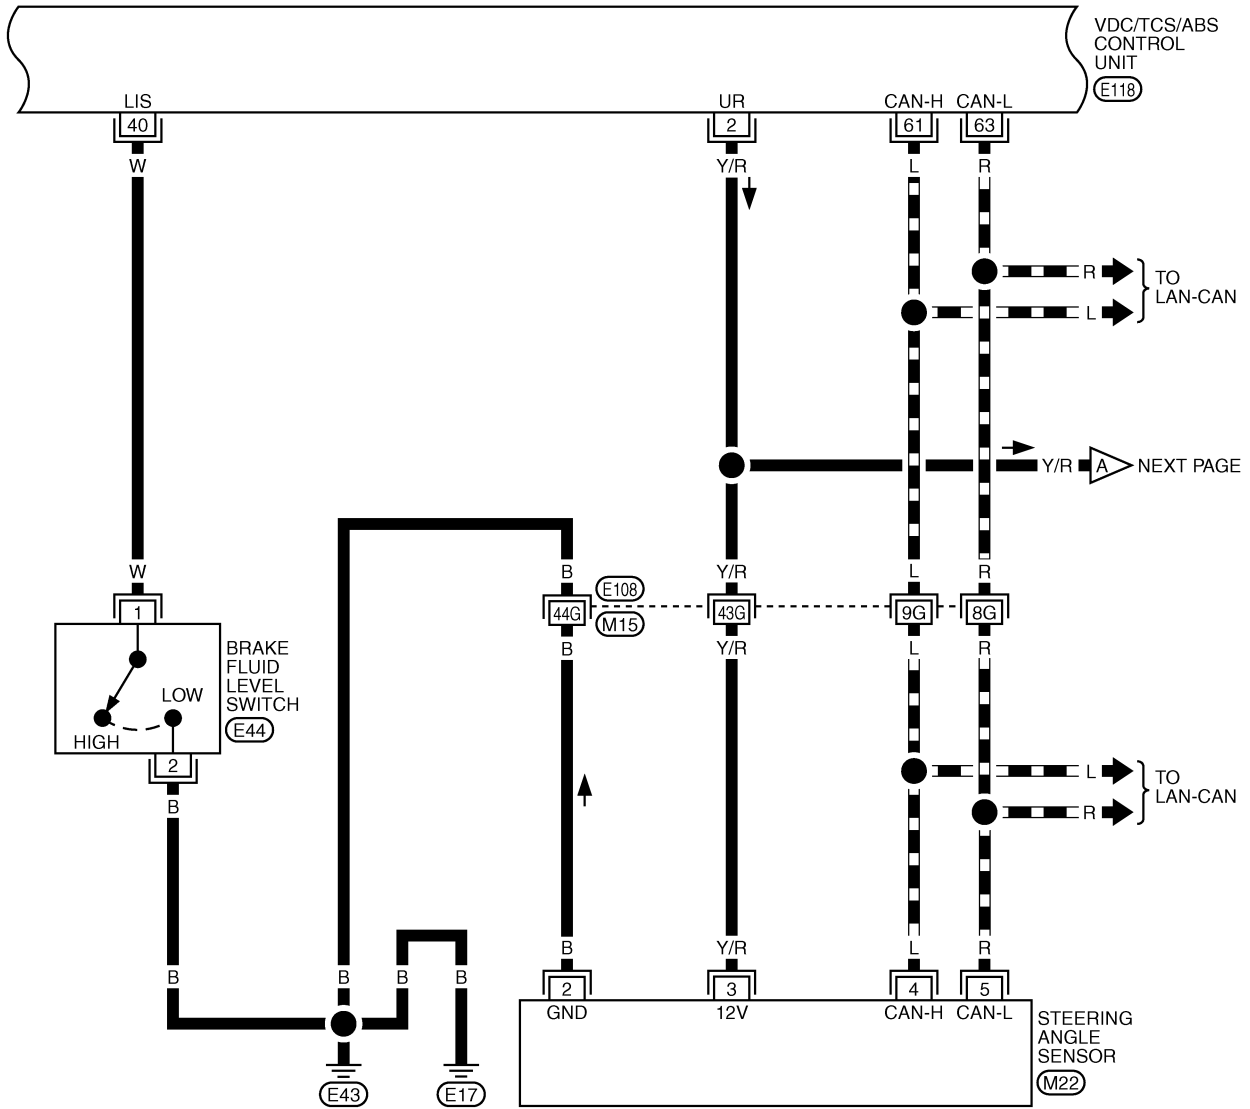 VDC/TCS/ABS
CONTROL
UNIT
E118
LIS
UR
CAN-H
CAN-L
40
2
61
63
W
Y/R
L
R
R
TO
LAN-CAN
L
Y/R
A
NEXT PAGE
W
B
Y/R
L
R
E108
1
44G
43G
9G
8G
M15
B
Y/R
L
R
BRAKE
FLUID
LEVEL
SWITCH
E44
LOW
HIGH
2
B
L
TO
LAN-CAN
R
B
Y/R
L
R
B
B
B
B
2
3
4
5
GND
12V
CAN-H
CAN-L
STEERING
ANGLE
SENSOR
M22
E43
E17